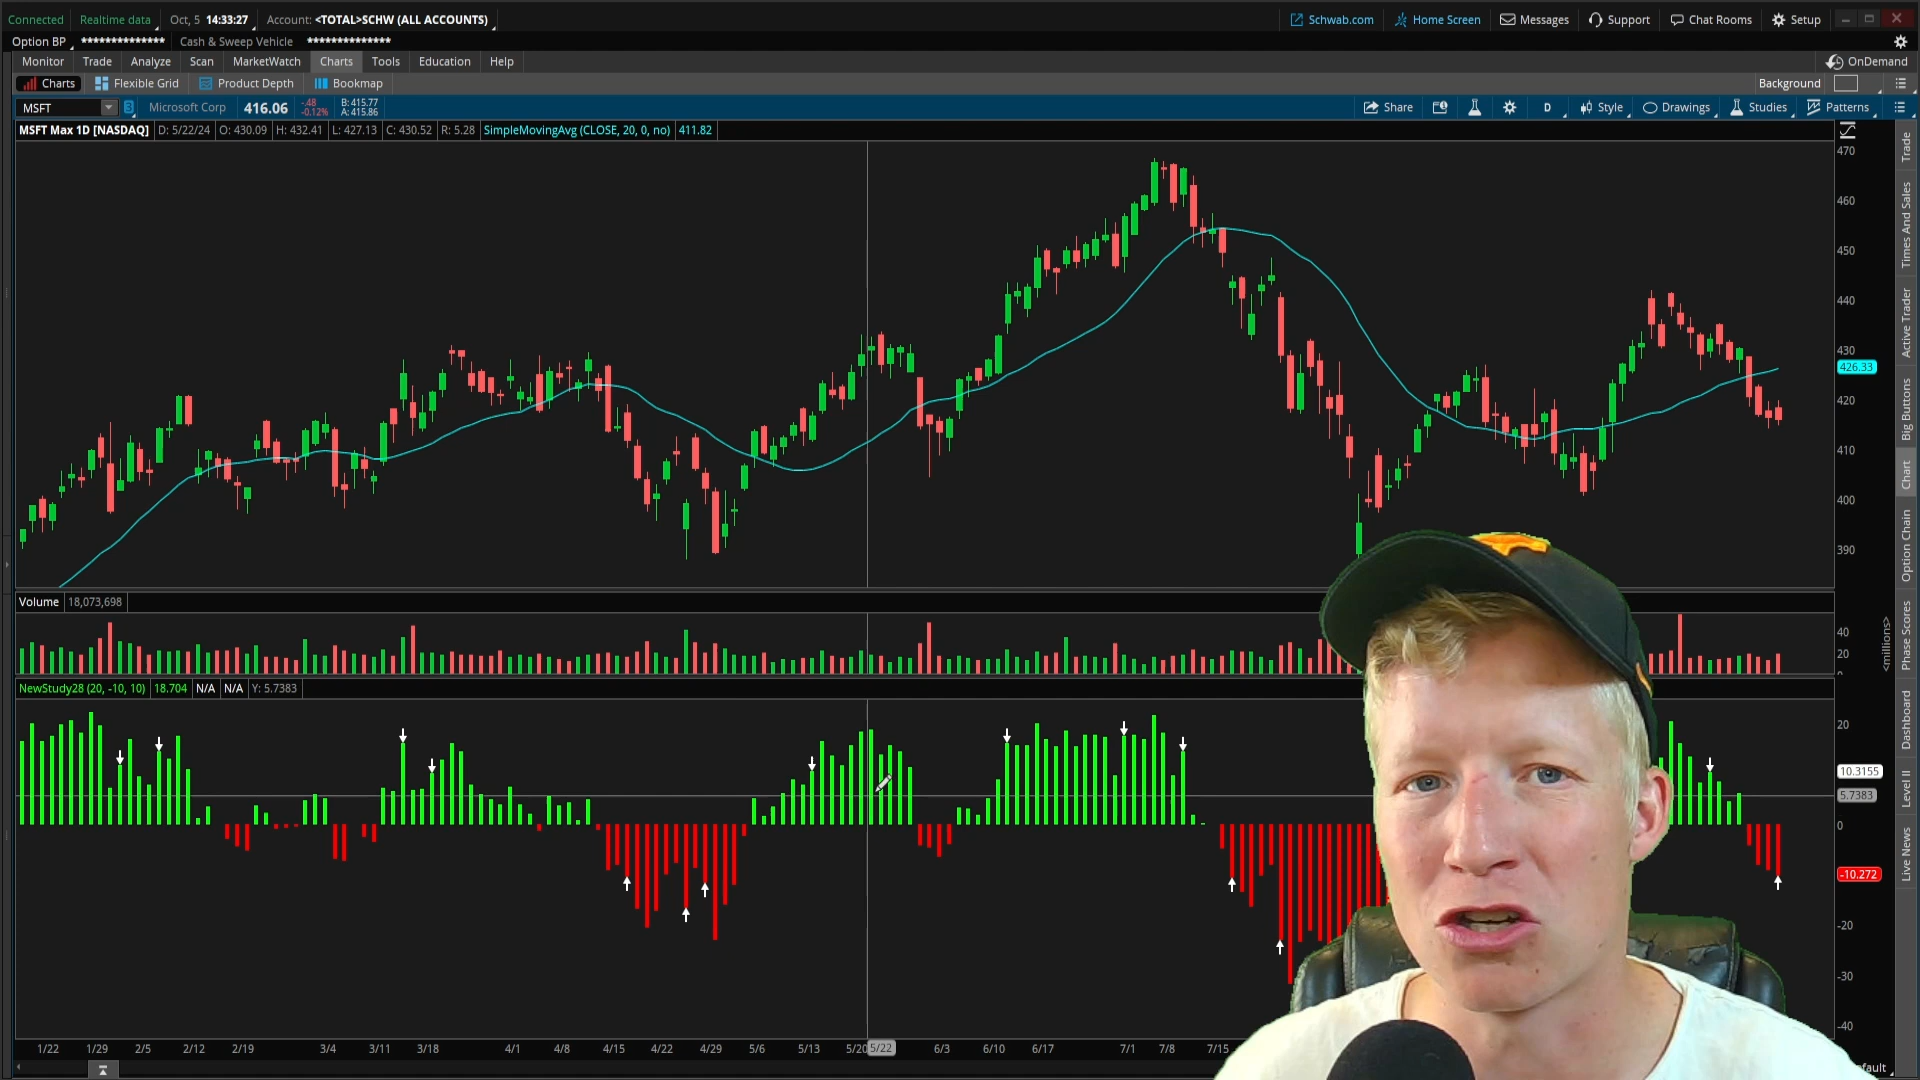 Connected Realtime data Oct, 5 14:33:27 Account: <TOTAL>SCHW (ALL ACCOUNTS) Schwab.com Home Screen Messages Support Chat Rooms Setup
Option BP ************** Cash & Sweep Vehicle **************
Monitor Trade Analyze Scan MarketWatch Charts Tools Education Help OnDemand
Charts Flexible Grid Product Depth Bookmap Background
MSFT 3 Microsoft Corp 416.06 -.48 -0.12% B: 415.77 A: 415.86 Share D Style Drawings Studies Patterns
MSFT Max 1D [NASDAQ] D: 5/22/24 O: 430.09 H: 432.41 L: 427.13 C: 430.52 R: 5.28 SimpleMovingAvg (CLOSE, 20, 0, no) 411.82
470
460
450
440
430
426.33
420
410
400
390
Volume 18,073,698
40
20
<millions>
NewStudy28 (20, -10, 10) 18.704 N/A N/A Y: 5.7383
20
10.3155
5.7383
0
-10.272
-20
-30
-40
1/22 1/29 2/5 2/12 2/19 3/4 3/11 3/18 4/1 4/8 4/15 4/22 4/29 5/6 5/13 5/20 5/22 6/3 6/10 6/17 7/1 7/8 7/15
Trade
Times And Sales
Active Trader
Big Buttons
Chart
Option Chain
Phase Scores
Dashboard
Level II
Live News